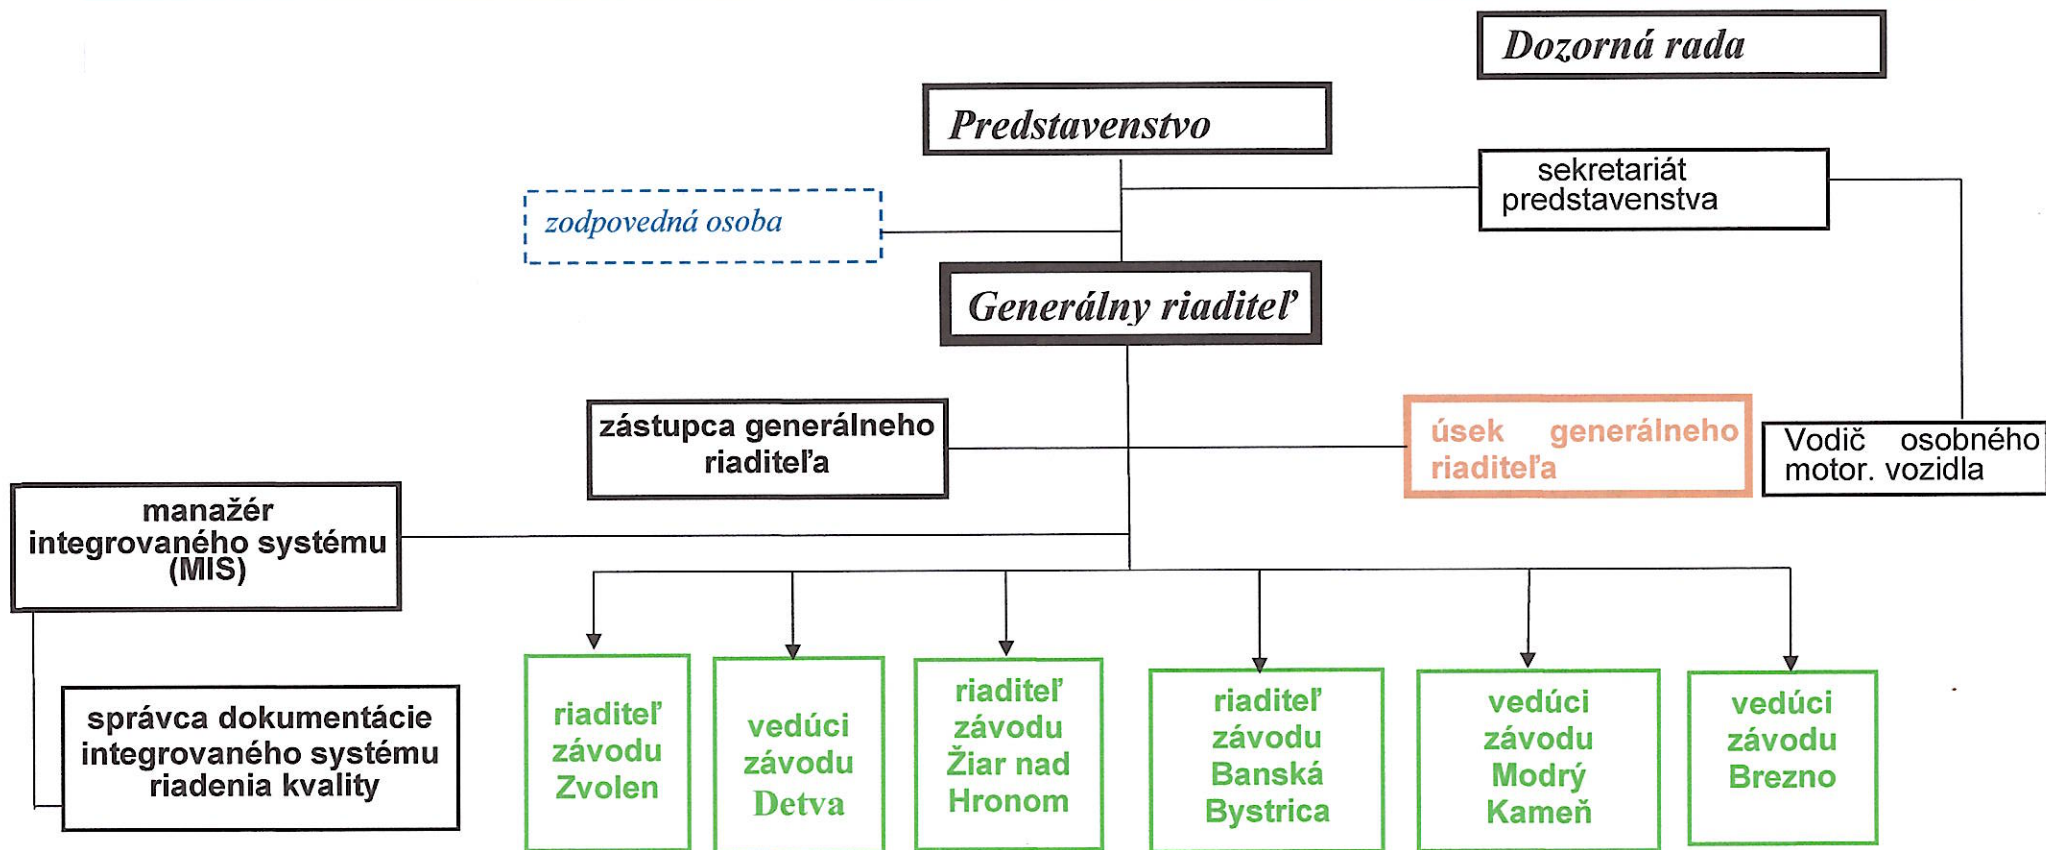 Dozorná rada
Predstavenstvo
sekretariát
predstavenstva
zodpovedná osoba
Generálny riaditeľ
zástupca generálneho
riaditeľa
úsek generálneho
riaditeľa
Vodič osobného
motor. vozidla
manažér
integrovaného systému
(MIS)
správca dokumentácie
integrovaného systému
riadenia kvality
riaditeľ
závodu
Zvolen
vedúci
závodu
Detva
riaditeľ
závodu
Žiar nad
Hronom
riaditeľ
závodu
Banská
Bystrica
vedúci
závodu
Modrý
Kameň
vedúci
závodu
Brezno